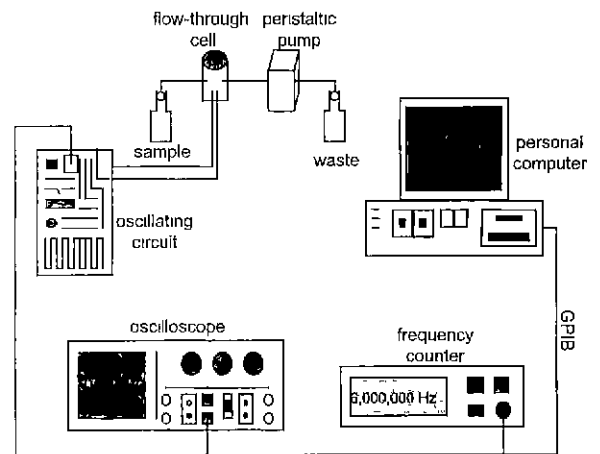 flow-through
cell
peristaltic
pump
sample
waste
personal
computer
oscillating
circuit
oscilloscope
frequency
counter
GPIB
6,000,000 Hz